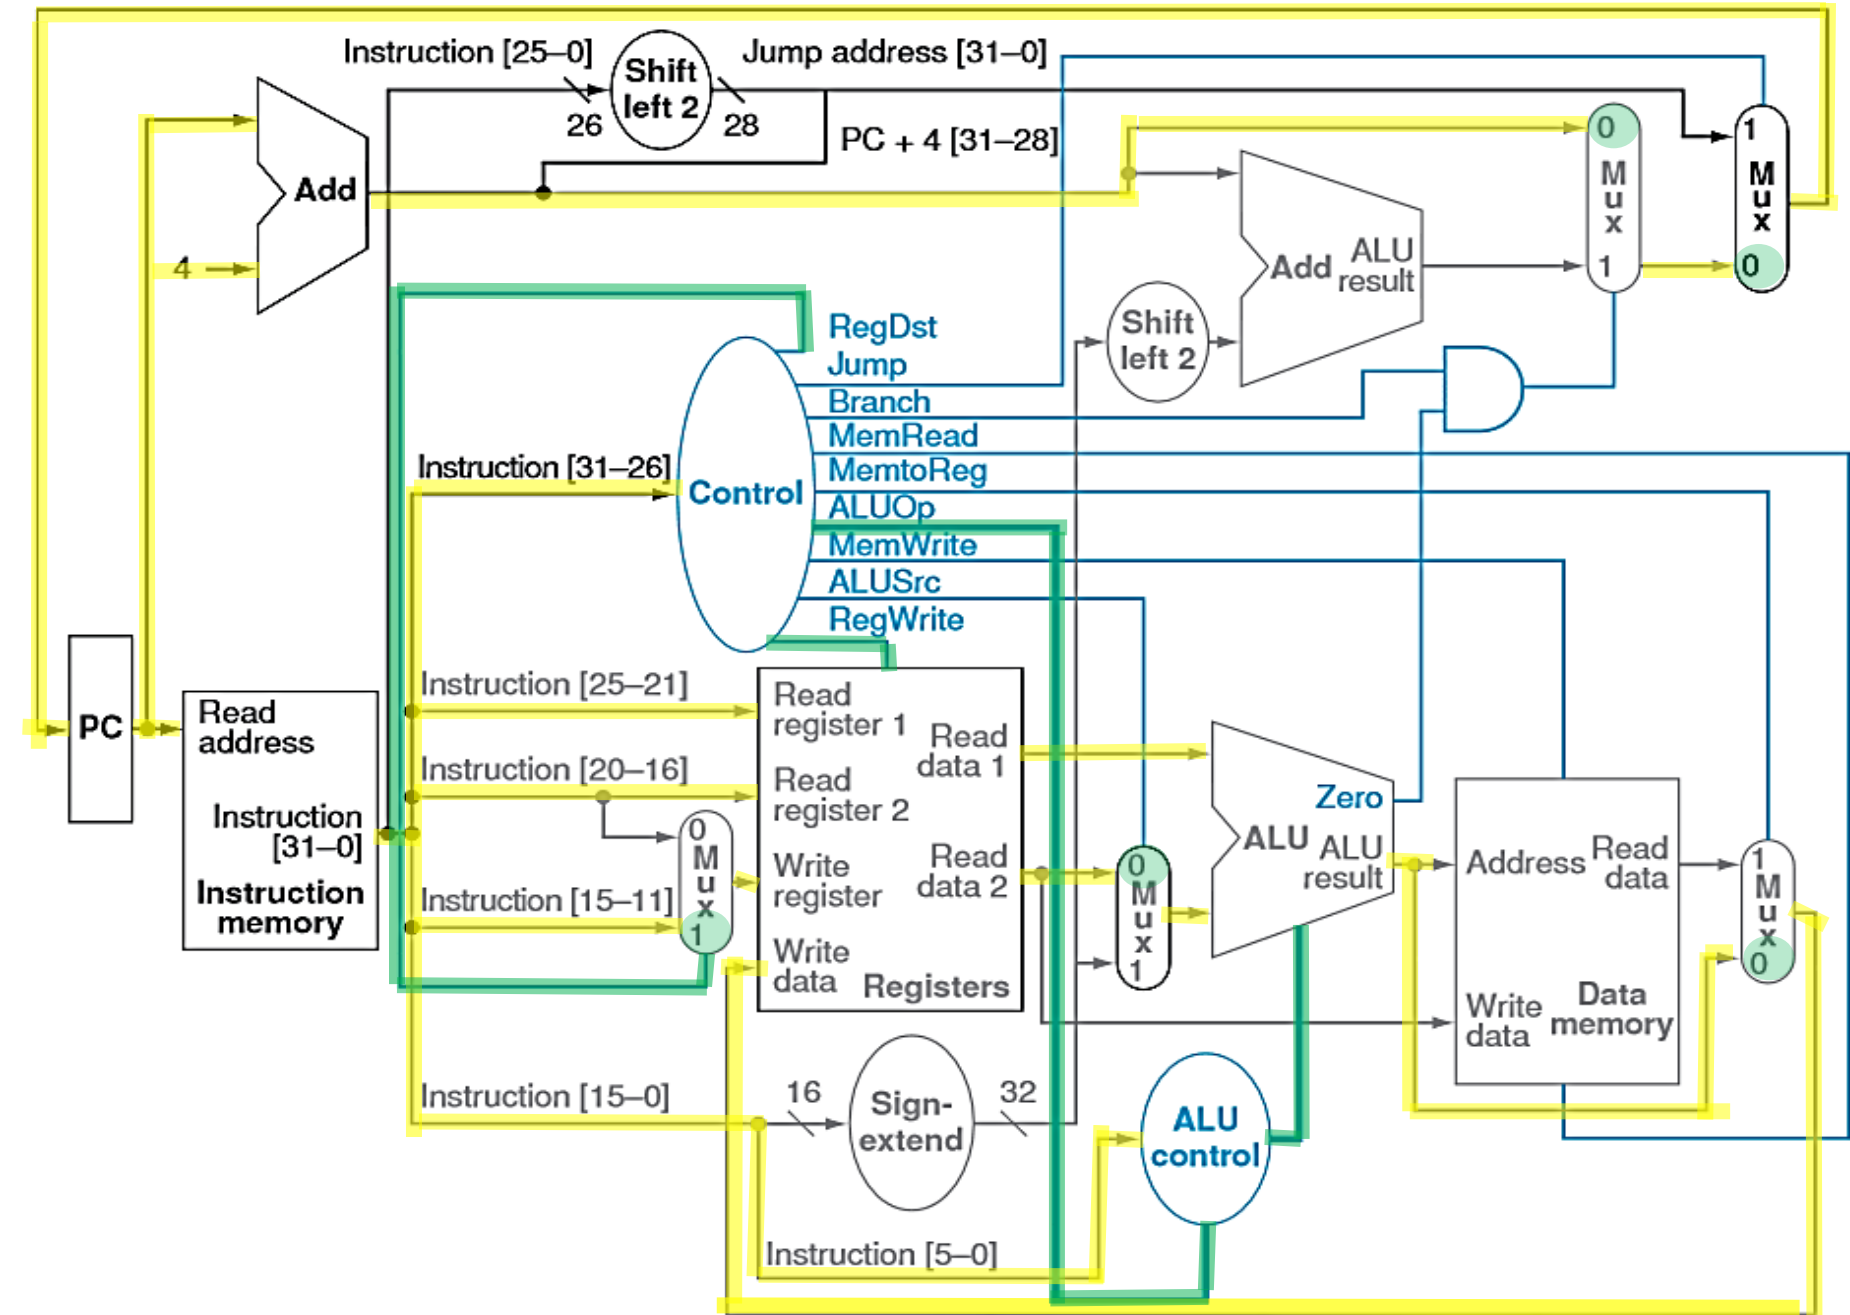 Instruction [25–0]
Shift
left 2
Jump address [31–0]
26
28
PC + 4 [31–28]
Add
4
0
M
u
x
1
1
M
u
x
0
Add
ALU
result
Shift
left 2
RegDst
Jump
Branch
MemRead
MemtoReg
ALUOp
MemWrite
ALUSrc
RegWrite
Instruction [31–26]
Control
PC
Read
address
Instruction
[31–0]
Instruction
memory
Instruction [25–21]
Instruction [20–16]
Instruction [15–11]
0
M
u
x
1
Read
register 1
Read
register 2
Write
register
Write
data
Read
data 1
Read
data 2
Registers
0
M
u
x
1
Zero
ALU
ALU
result
Address
Read
data
Write
data
Data
memory
1
M
u
x
0
Instruction [15–0]
16
Sign-
extend
32
ALU
control
Instruction [5–0]